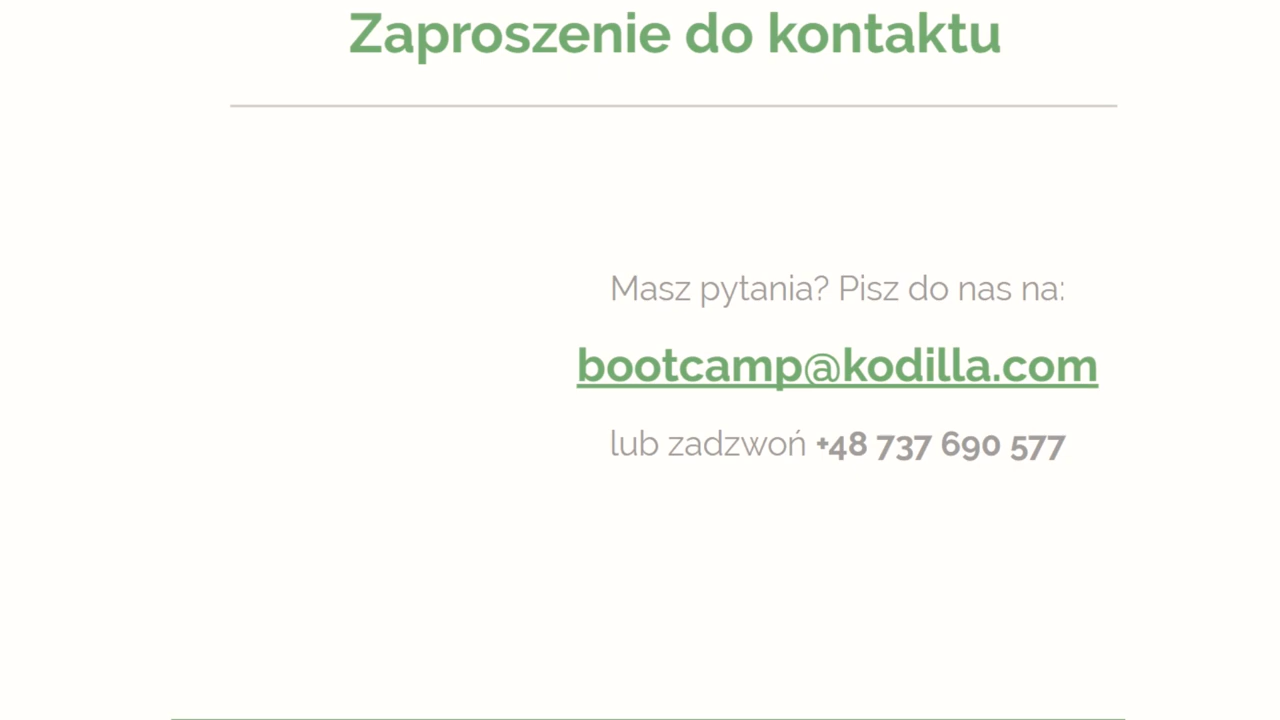 Zaproszenie do kontaktu
Masz pytania? Pisz do nas na:
bootcamp@kodilla.com
lub zadzwoń +48 737 690 577